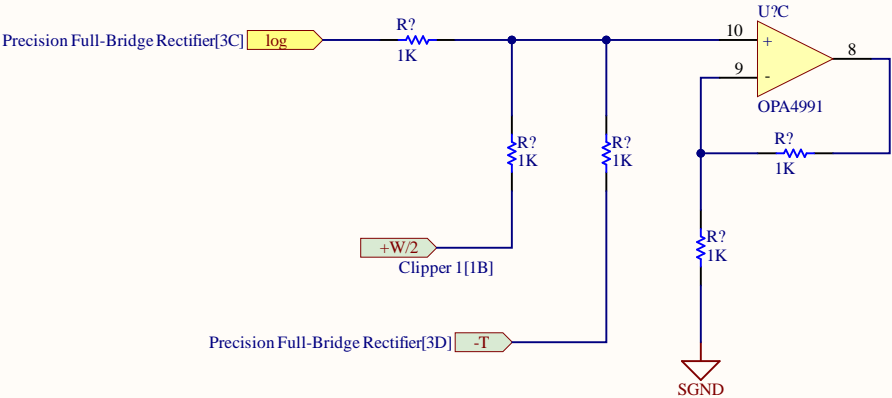 U?C
R?
Precision Full-Bridge Rectifier[3C] log
1K
10
+
9
-
8
OPA4991
R?
1K
R?
1K
R?
1K
+W/2
Clipper 1[1B]
R?
1K
Precision Full-Bridge Rectifier[3D] -T
SGND